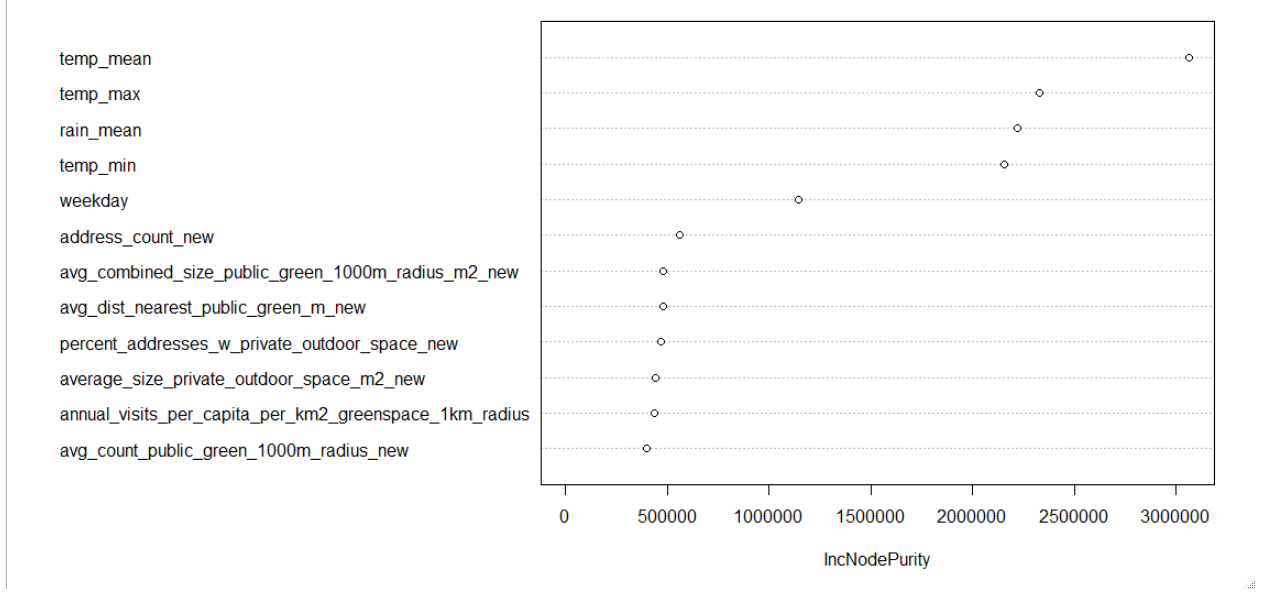 temp_mean
temp_max
rain_mean
temp_min
weekday
address_count_new
avg_combined_size_public_green_1000m_radius_m2_new
avg_dist_nearest_public_green_m_new
percent_addresses_w_private_outdoor_space_new
average_size_private_outdoor_space_m2_new
annual_visits_per_capita_per_km2_greenspace_1km_radius
avg_count_public_green_1000m_radius_new
0 500000 1000000 1500000 2000000 2500000 3000000
IncNodePurity